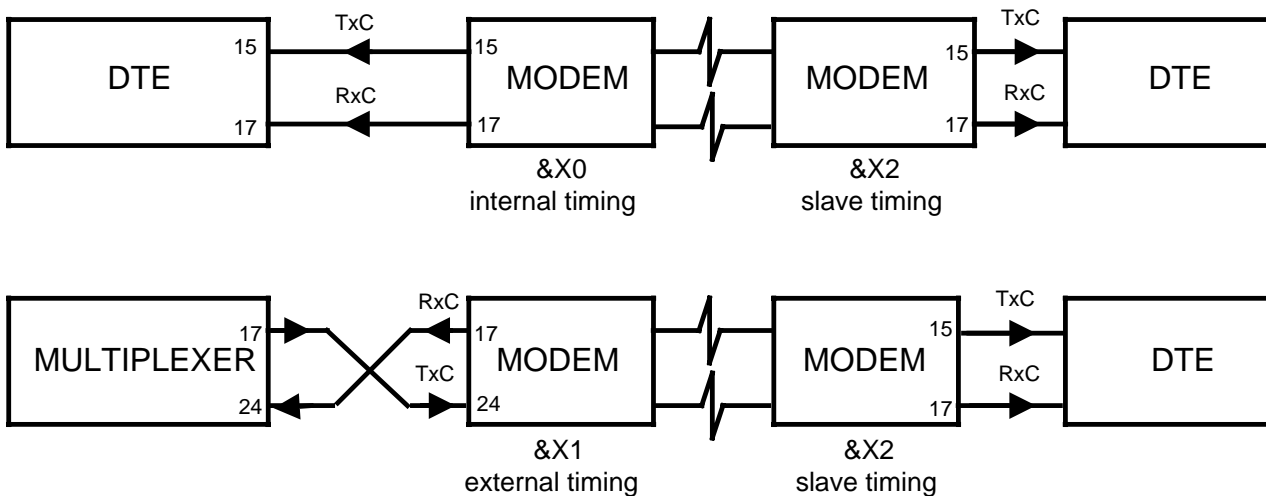 TxC
TxC
15
15
15
DTE
MODEM
MODEM
DTE
RxC
RxC
17
17
17
&X0
internal timing
&X2
slave timing
RxC
TxC
17
17
15
MULTIPLEXER
MODEM
MODEM
DTE
TxC
RxC
24
24
17
&X1
external timing
&X2
slave timing